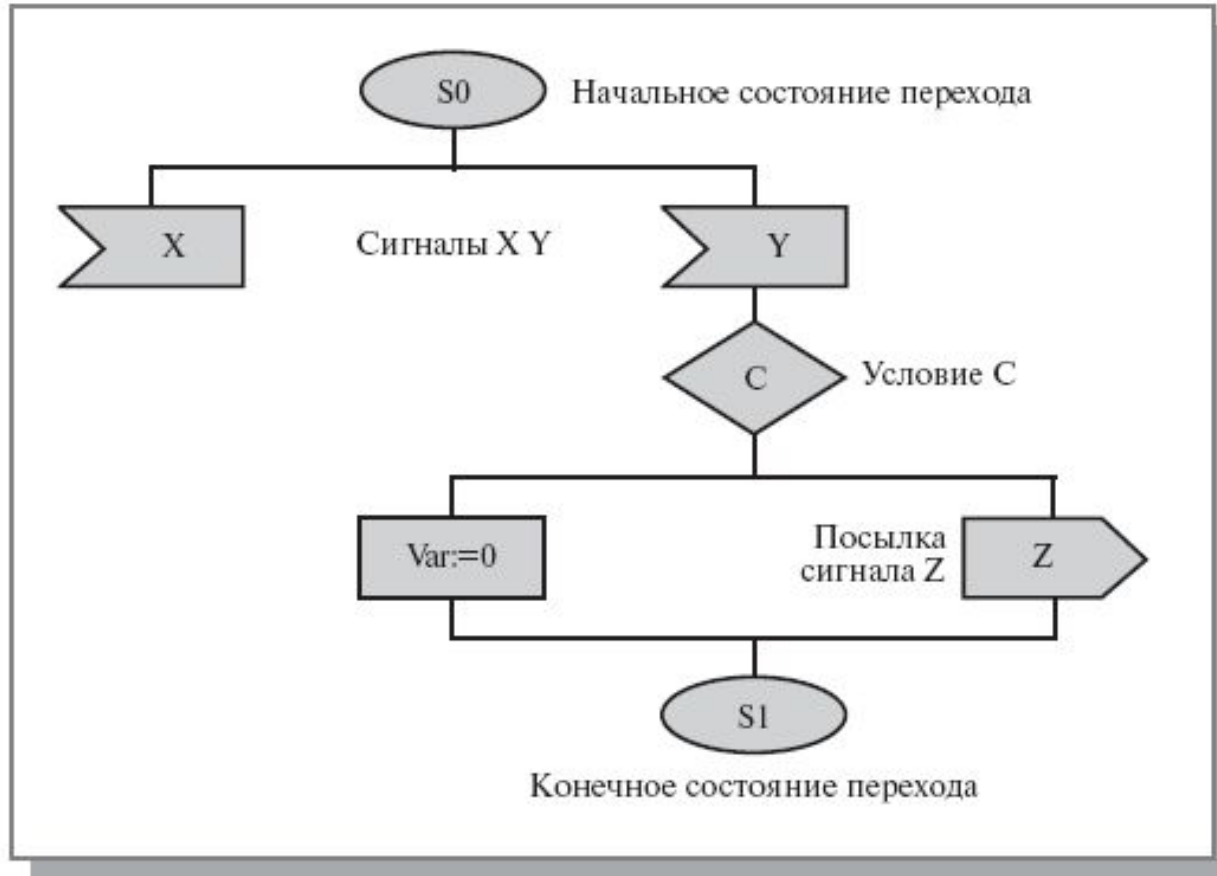 S0
Начальное состояние перехода
X
Сигналы X Y
Y
C
Условие C
Var:=0
Посылка
сигнала Z
Z
S1
Конечное состояние перехода